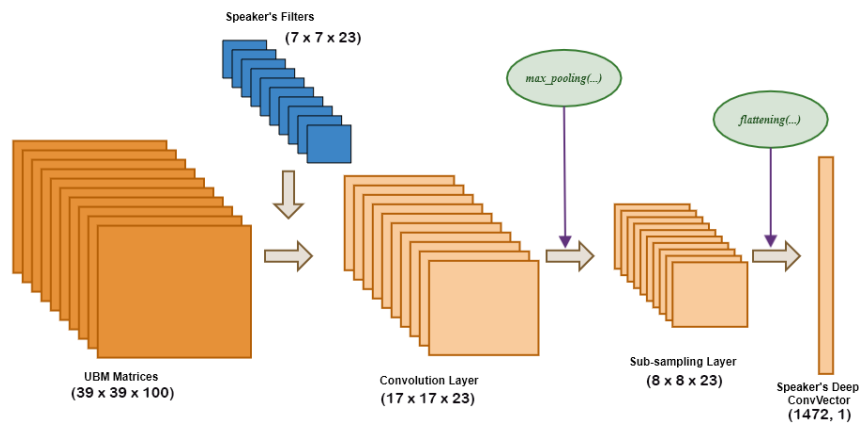 Speaker's Filters
(7 x 7 x 23)
max_pooling(...)
flattening(...)
UBM Matrices
(39 x 39 x 100)
Convolution Layer
(17 x 17 x 23)
Sub-sampling Layer
(8 x 8 x 23)
Speaker's Deep
ConvVector
(1472, 1)